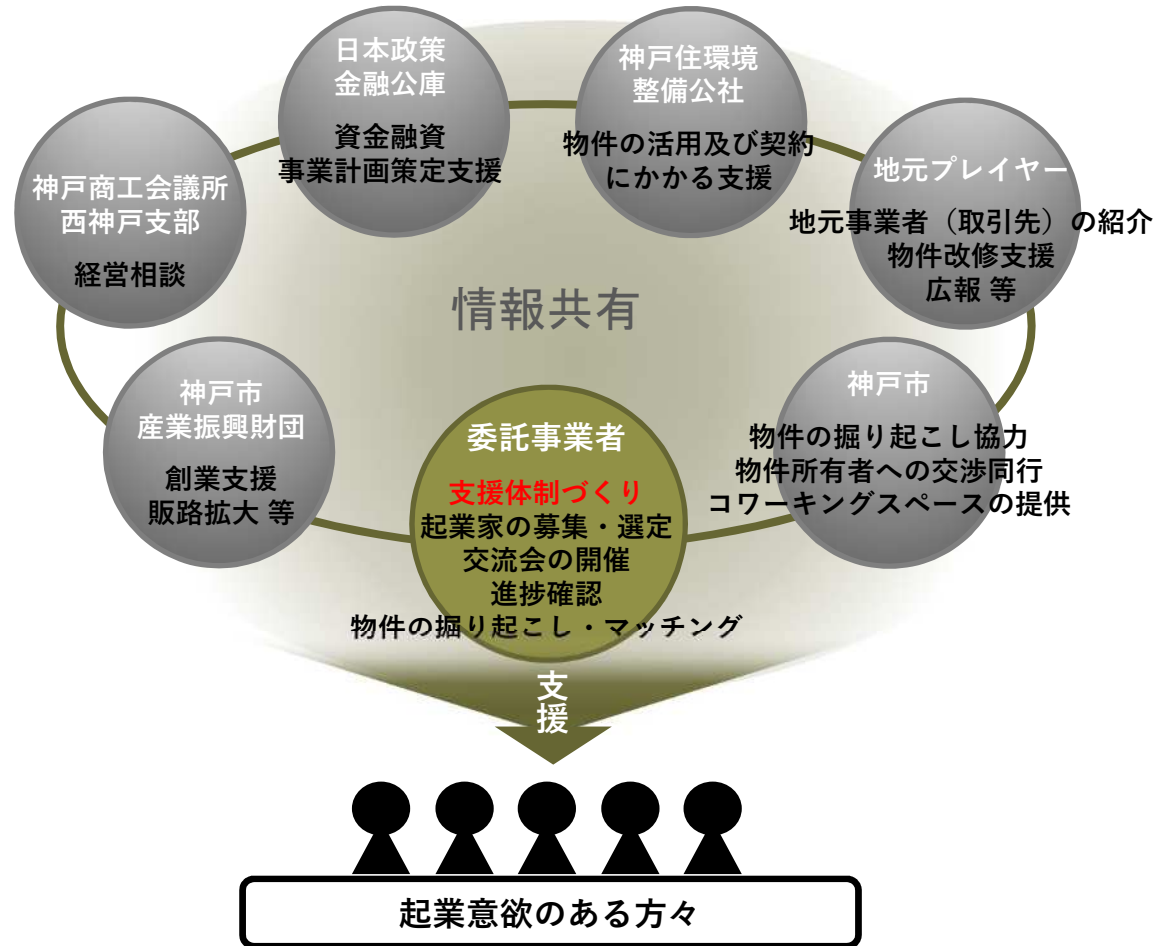 日本政策
金融公庫
資金融資
事業計画策定支援
神戸住環境
整備公社
物件の活用及び契約
にかかる支援
神戸商工会議所
西神戸支部
経営相談
地元プレイヤー
地元事業者（取引先）の紹介
物件改修支援
広報 等
情報共有
神戸市
産業振興財団
創業支援
販路拡大 等
委託事業者
支援体制づくり
起業家の募集・選定
交流会の開催
進捗確認
物件の掘り起こし・マッチング
神戸市
物件の掘り起こし協力
物件所有者への交渉同行
コワーキングスペースの提供
支援
起業意欲のある方々